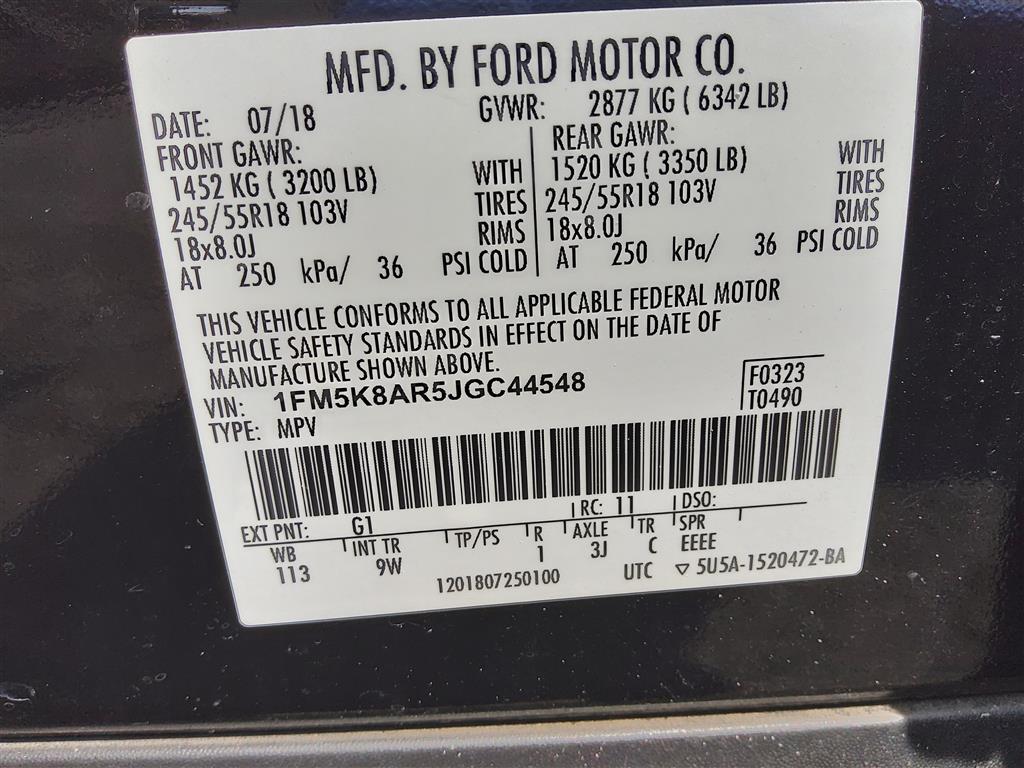 MFD. BY FORD MOTOR CO.
DATE: 07/18 GVWR: 2877 KG ( 6342 LB)
FRONT GAWR: REAR GAWR:
1452 KG ( 3200 LB) WITH 1520 KG ( 3350 LB) WITH
245/55R18 103V TIRES 245/55R18 103V TIRES
18x8.0J RIMS 18x8.0J RIMS
AT 250 kPa/ 36 PSI COLD AT 250 kPa/ 36 PSI COLD
THIS VEHICLE CONFORMS TO ALL APPLICABLE FEDERAL MOTOR
VEHICLE SAFETY STANDARDS IN EFFECT ON THE DATE OF
MANUFACTURE SHOWN ABOVE.
VIN: 1FM5K8AR5JGC44548 F0323
TYPE: MPV T0490
EXT PNT: G1 RC: 11 DSO:
WB INT TR TP/PS R AXLE TR SPR
113 9W 1 3J C EEEE
1201807250100 UTC ▽ 5U5A-1520472-BA